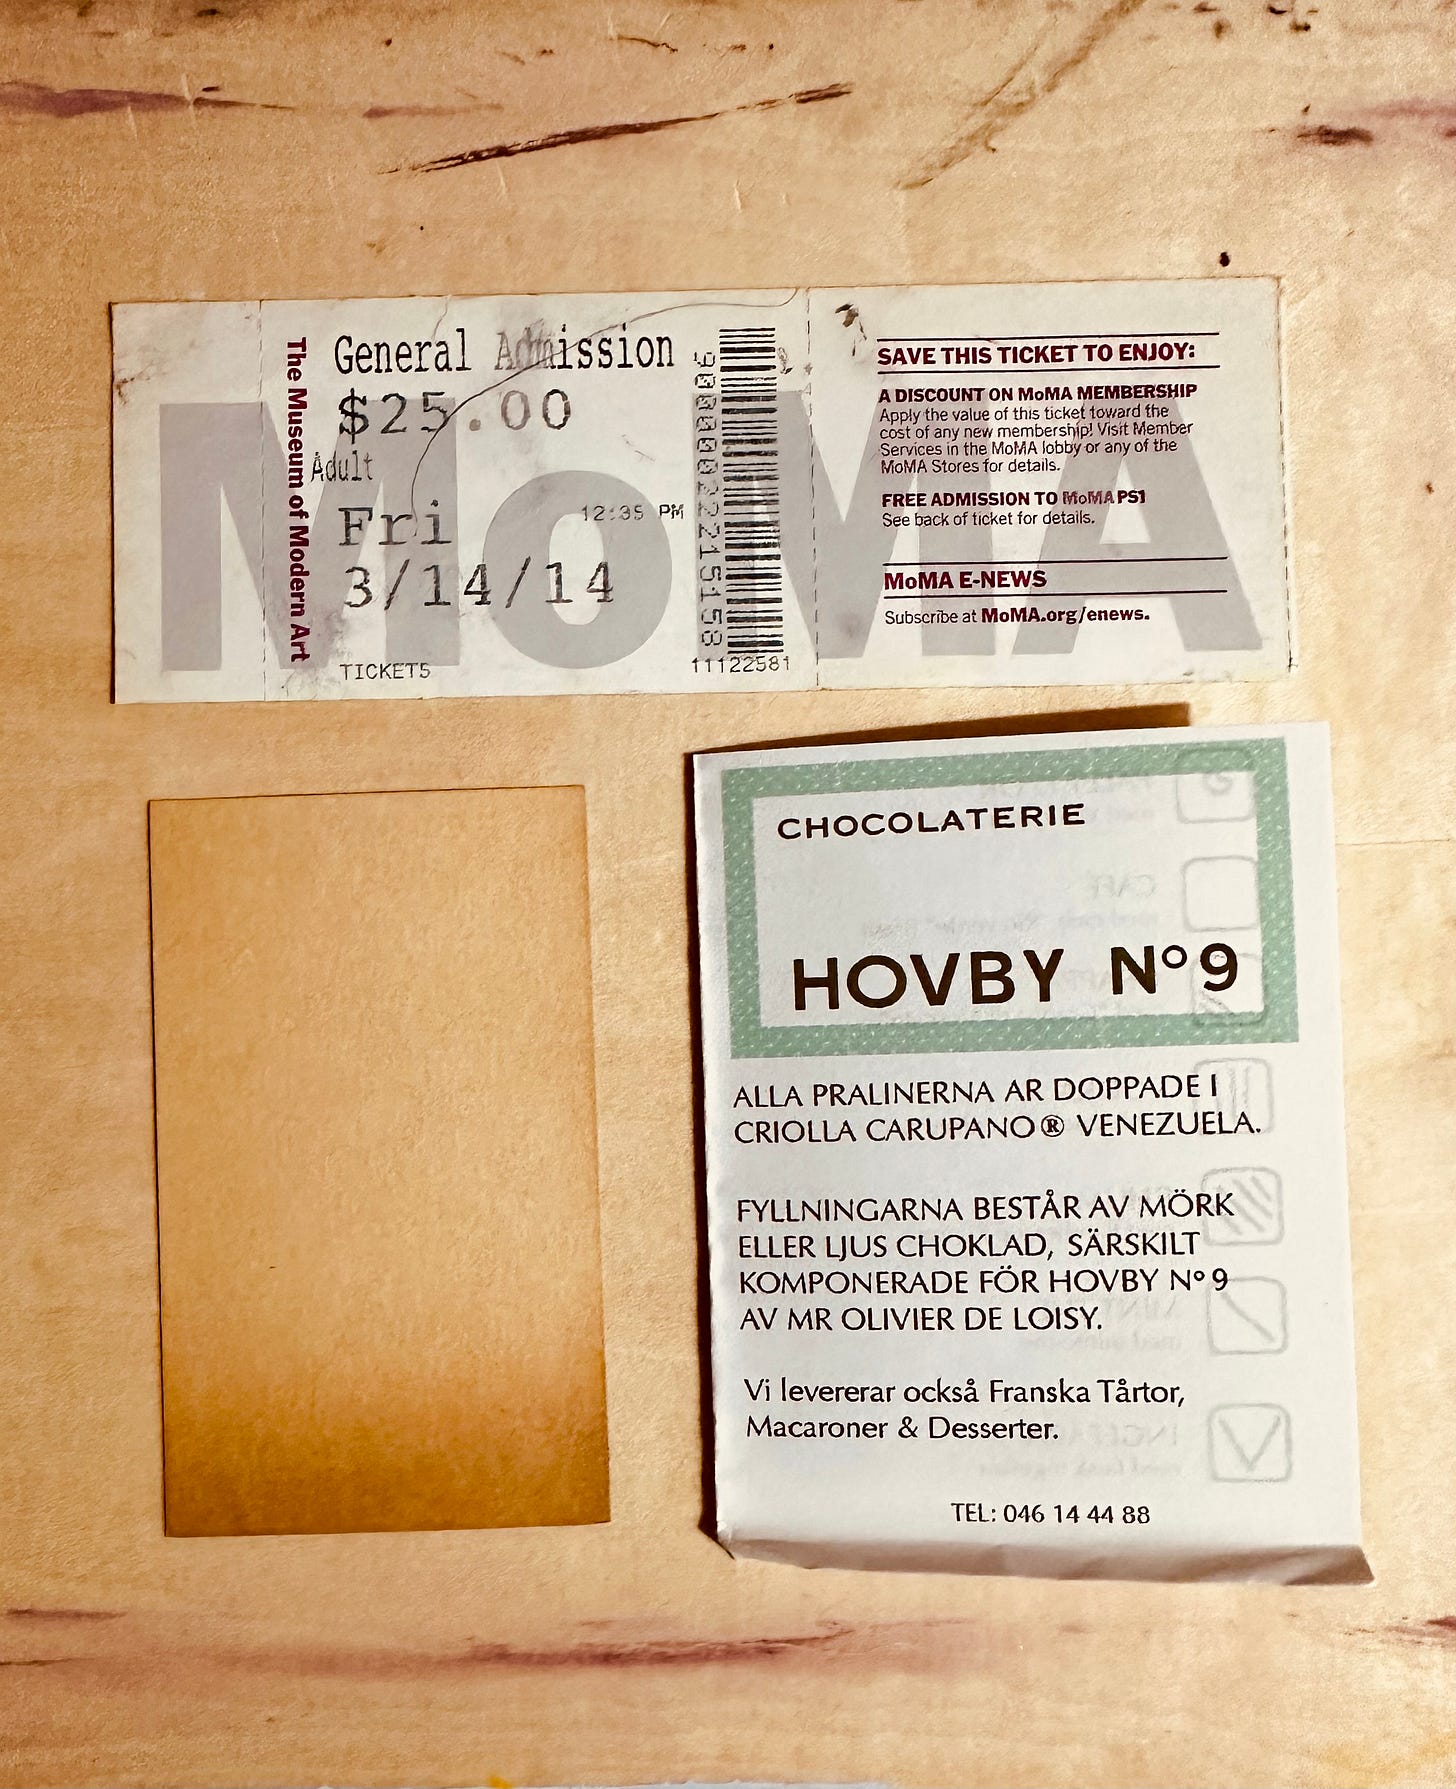 The Museum of Modern Art
General Admission
$25.00
Adult
Fri 12:35 PM
3/14/14
TICKET5
11122581
SAVE THIS TICKET TO ENJOY:
A DISCOUNT ON MoMA MEMBERSHIP
Apply the value of this ticket toward the
cost of any new membership! Visit Member
Services in the MoMA lobby or any of the
MoMA Stores for details.
FREE ADMISSION TO MoMA PS1
See back of ticket for details.
MoMA E-NEWS
Subscribe at MoMA.org/enews.
MoMA
CHOCOLATERIE
HOVBY Nº 9
ALLA PRALINERNA AR DOPPADE I
CRIOLLA CARUPANO® VENEZUELA.
FYLLNINGARNA BESTÅR AV MÖRK
ELLER LJUS CHOKLAD, SÄRSKILT
KOMPONERADE FÖR HOVBY Nº 9
AV MR OLIVIER DE LOISY.
Vi levererar också Franska Tårtor,
Macaroner & Desserter.
TEL: 046 14 44 88